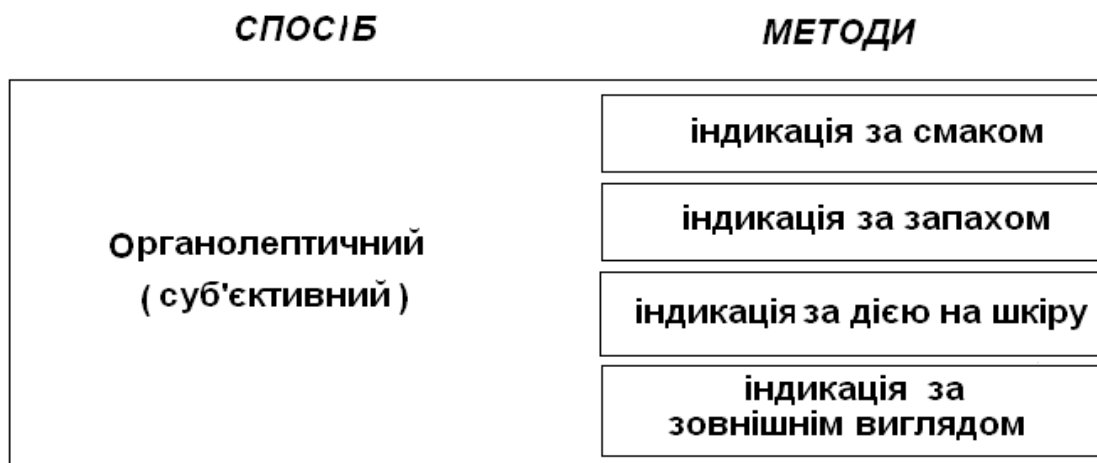 СПОСІБ МЕТОДИ
індикація за смаком
індикація за запахом
Органолептичний
( суб'єктивний )
індикація за дією на шкіру
індикація за
зовнішнім виглядом